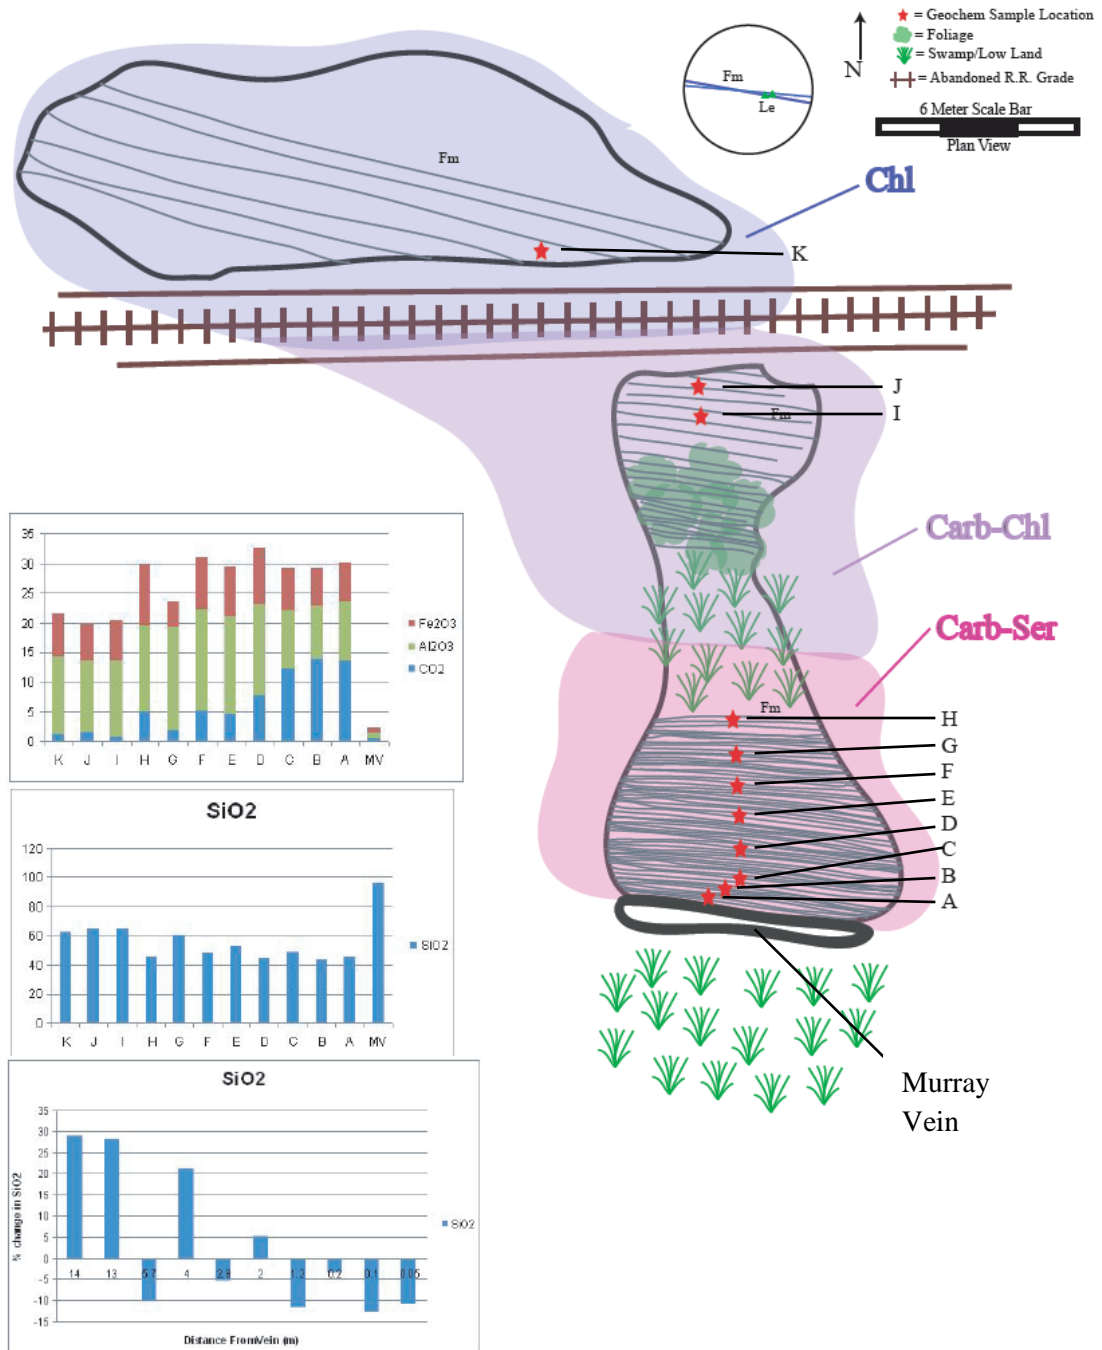 = Geochem Sample Location
= Foliage
= Swamp/Low Land
= Abandoned R.R. Grade
N
Fm
Le
6 Meter Scale Bar
Plan View
Chl
Fm
K
J
I
Fm
Carb-Chl
Carb-Ser
Fm
H
G
F
E
D
C
B
A
Murray
Vein
35
30
25
20
15
10
5
0
K J I H G F E D C B A MV
Fe2O3
Al2O3
CO2
SiO2
120
100
80
60
40
20
0
K J I H G F E D C B A MV
SiO2
SiO2
% change in SiO2
35
30
25
20
15
10
5
0
-5
-10
-15
14 13 5.7 4 2.8 2 1.2 0.2 0.1 0.05
SiO2
Distance FromVein (m)